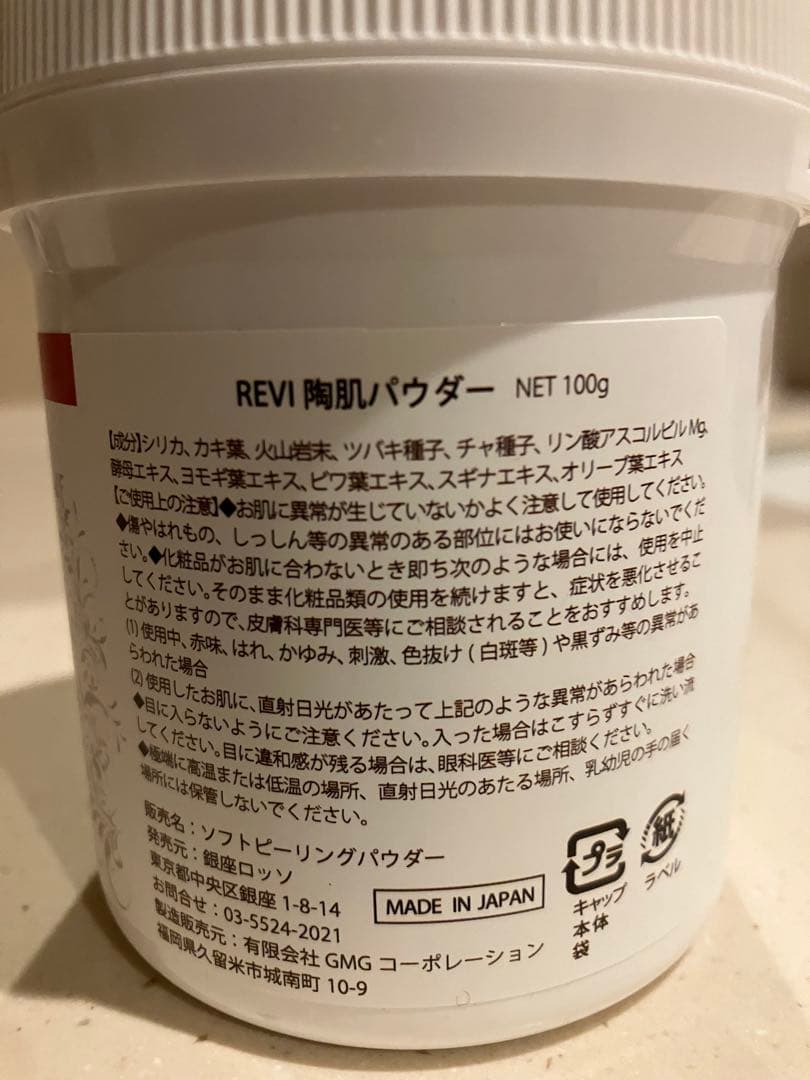 REVI 陶肌パウダー NET 100g
【成分】シリカ、カキ葉、火山岩末、ツバキ種子、チャ種子、リン酸アスコルビルMg、
酵母エキス、ヨモギ葉エキス、ビワ葉エキス、スギナエキス、オリーブ葉エキス
【ご使用上の注意】◆お肌に異常が生じていないかよく注意して使用してください。
◆傷やはれもの、しっしん等の異常のある部位にはお使いにならないでくだ
さい。◆化粧品がお肌に合わないとき即ち次のような場合には、使用を中止
してください。そのまま化粧品類の使用を続けますと、症状を悪化させるこ
とがありますので、皮膚科専門医等にご相談されることをおすすめします。
(1)使用中、赤味、はれ、かゆみ、刺激、色抜け(白斑等)や黒ずみ等の異常があ
らわれた場合
(2)使用したお肌に、直射日光があたって上記のような異常があらわれた場合
◆目に入らないようにご注意ください。入った場合はこすらずすぐに洗い流
してください。目に違和感が残る場合は、眼科医等にご相談ください。
◆極端に高温または低温の場所、直射日光のあたる場所、乳幼児の手の届く
場所には保管しないでください。
販売名：ソフトピーリングパウダー
発売元：銀座ロッソ
東京都中央区銀座 1-8-14
お問合せ：03-5524-2021
製造販売元：有限会社 GMG コーポレーション
福岡県久留米市城南町 10-9
MADE IN JAPAN
プラ
キャップ
本体
袋
紙
ラベル